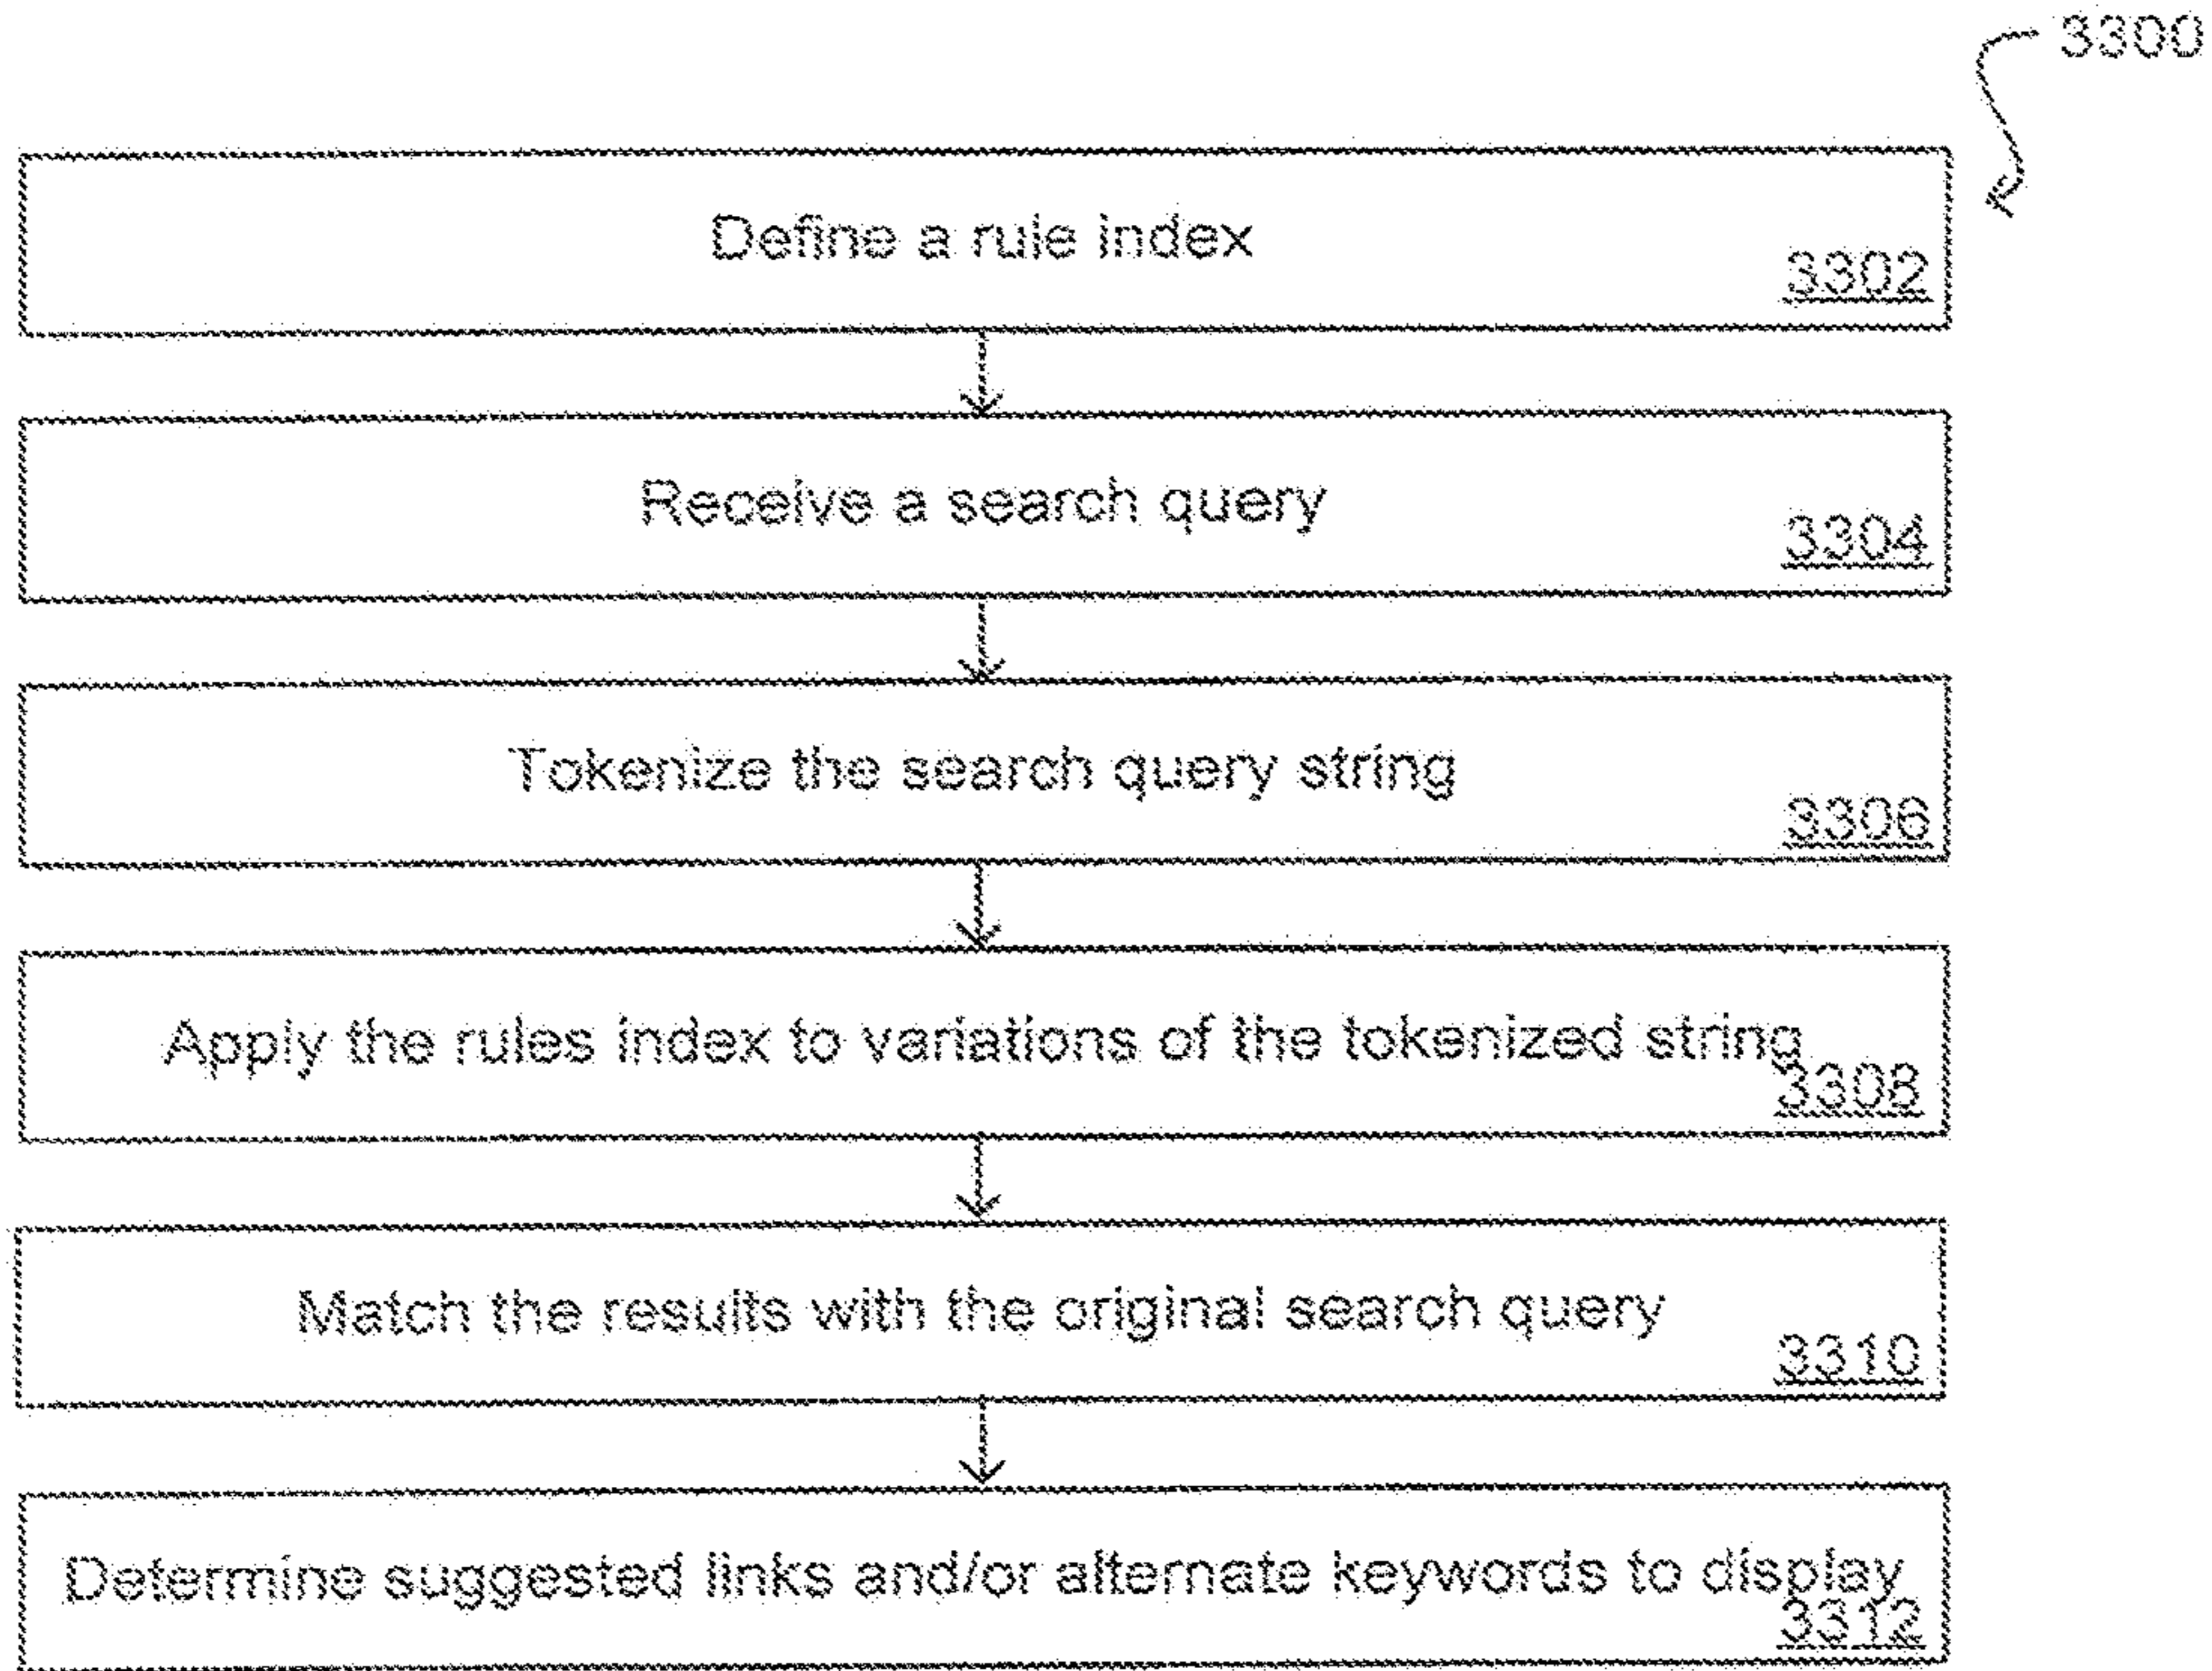 3300
Define a rule index
3302
Receive a search query
3304
Tokenize the search query string
3306
Apply the rules index to variations of the tokenized string
3308
Match the results with the original search query
3310
Determine suggested links and/or alternate keywords to display
3312